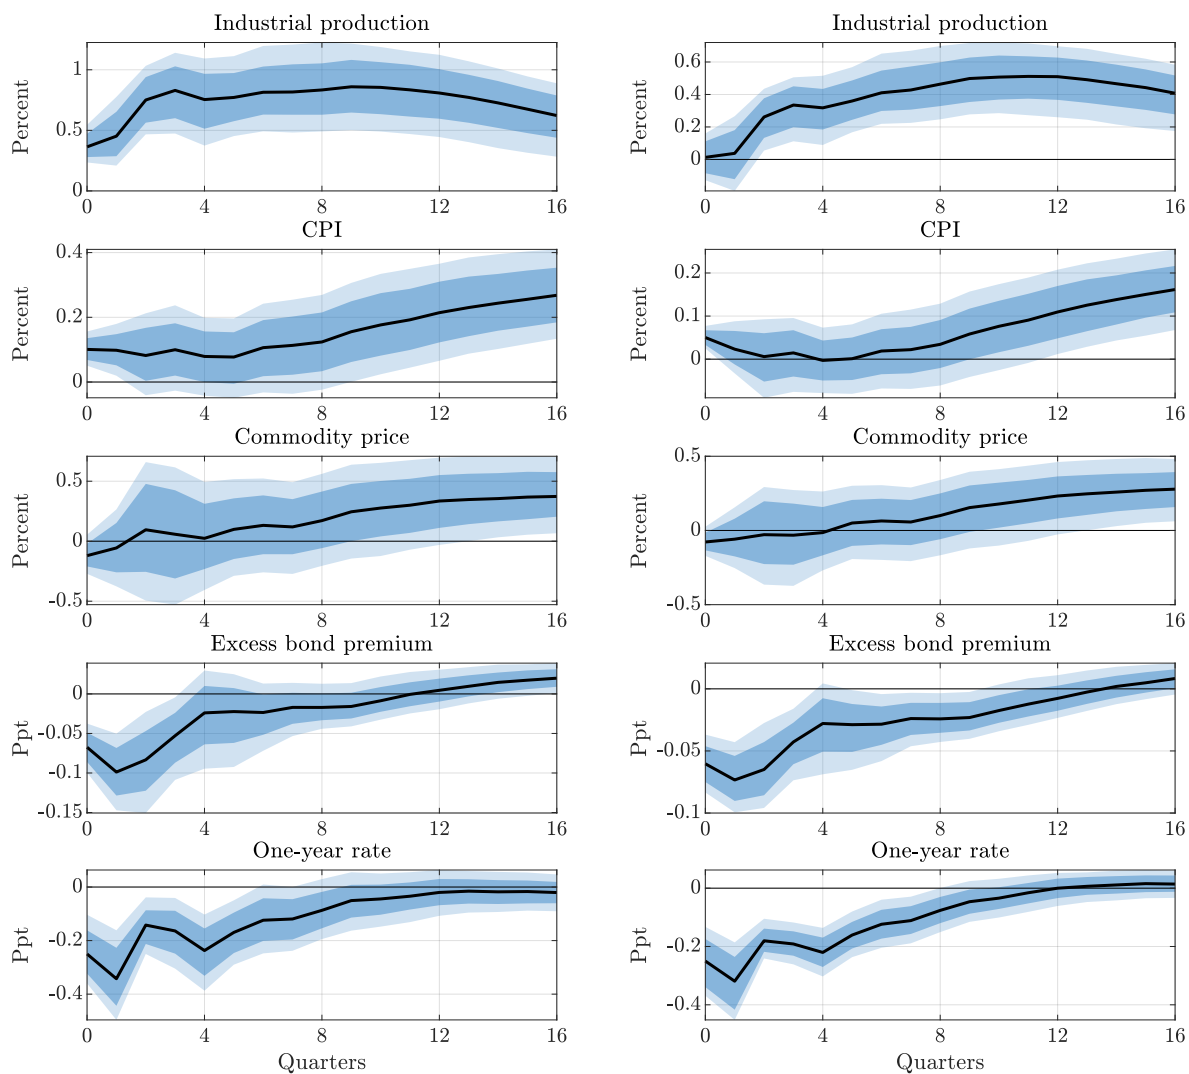 Industrial production
Percent
1
0.5
0
0 4 8 12 16
Industrial production
Percent
0.6
0.4
0.2
0
0 4 8 12 16
CPI
Percent
0.4
0.2
0
0 4 8 12 16
CPI
Percent
0.2
0.1
0
0 4 8 12 16
Commodity price
Percent
0.5
0
-0.5
0 4 8 12 16
Commodity price
Percent
0.5
0
-0.5
0 4 8 12 16
Excess bond premium
Ppt
0
-0.05
-0.1
-0.15
0 4 8 12 16
Excess bond premium
Ppt
0
-0.05
-0.1
0 4 8 12 16
One-year rate
Ppt
0
-0.2
-0.4
0 4 8 12 16
Quarters
One-year rate
Ppt
0
-0.2
-0.4
0 4 8 12 16
Quarters